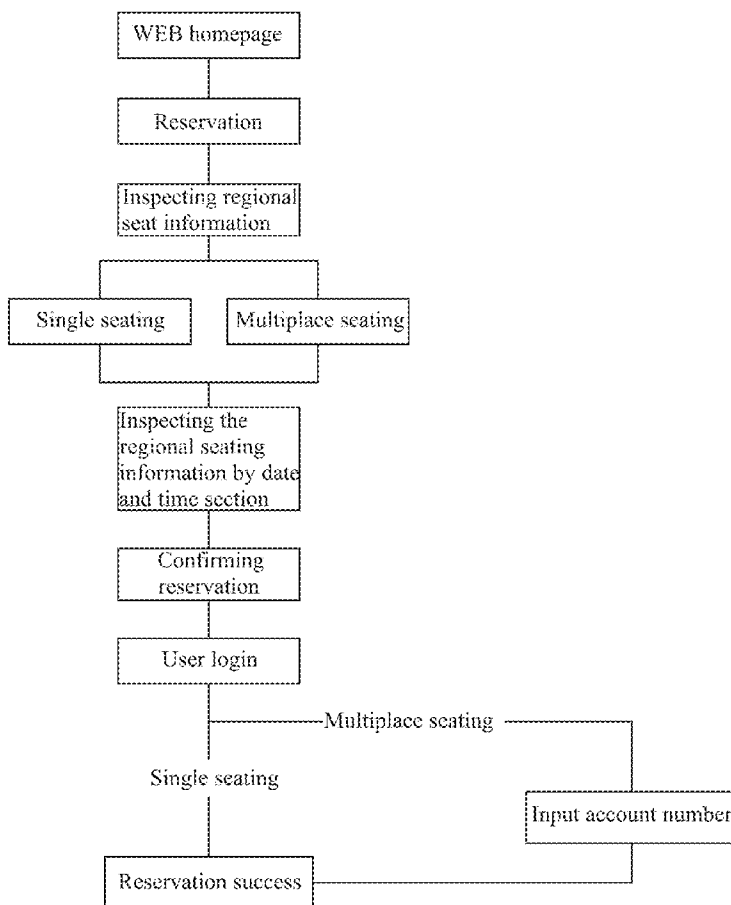 WEB homepage
Reservation
Inspecting regional
seat information
Single seating
Multiplace seating
Inspecting the
regional seating
information by date
and time section
Confirming
reservation
User login
Multiplace seating
Single seating
Input account number
Reservation success